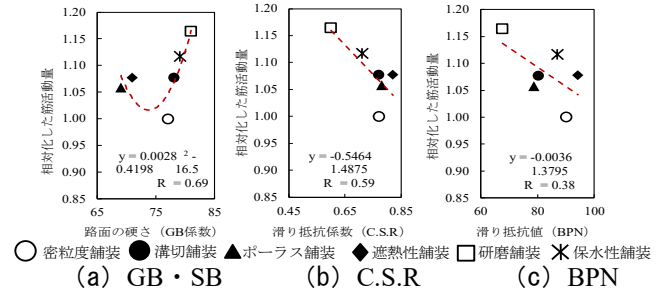 1.20
1.15
1.10
1.05
1.00
0.95
0.90
0.85
相対化した筋活動量
y = 0.0028 ² -
0.4198 16.5
R = 0.69
65 75 85
路面の硬さ（GB係数）
1.20
1.15
1.10
1.05
1.00
0.95
0.90
0.85
相対化した筋活動量
y = -0.5464
1.4875
R = 0.59
0.45 0.65 0.85
滑り抵抗係数（C.S.R）
1.20
1.15
1.10
1.05
1.00
0.95
0.90
0.85
相対化した筋活動量
y = -0.0036
1.3795
R = 0.38
60 80 100
滑り抵抗値（BPN）
密粒度舗装 溝切舗装 ポーラス舗装 遮熱性舗装 研磨舗装 保水性舗装
（a）GB・SB （b）C.S.R （c）BPN